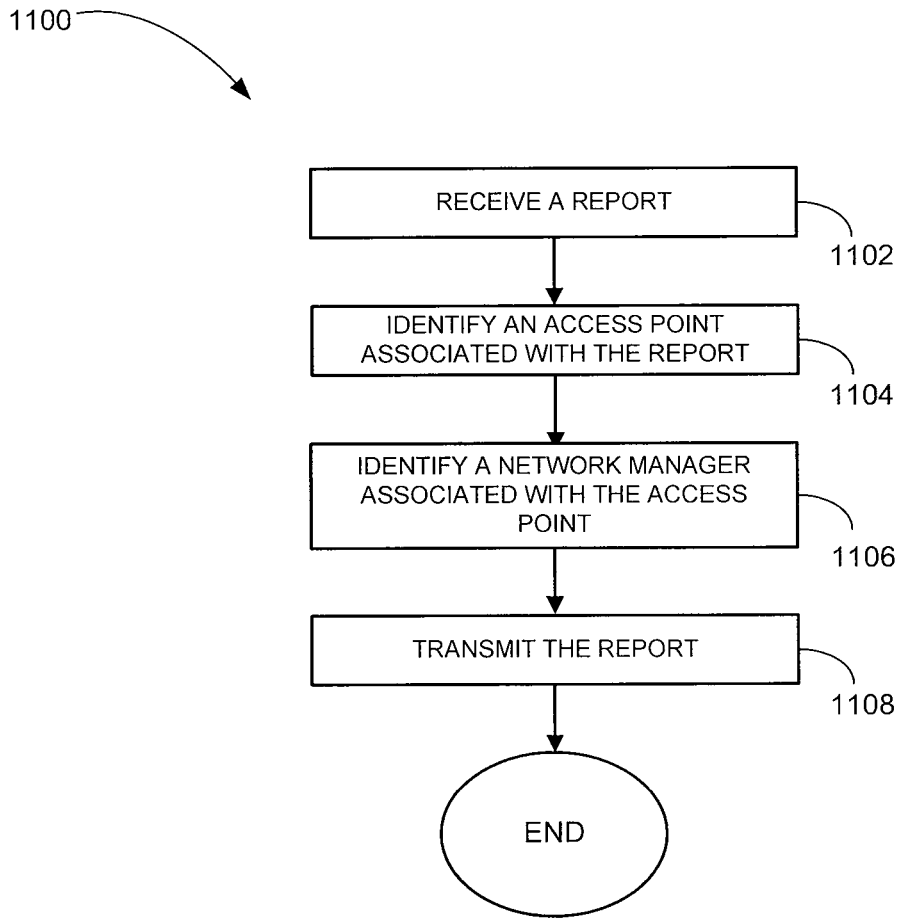 1100
RECEIVE A REPORT
1102
IDENTIFY AN ACCESS POINT
ASSOCIATED WITH THE REPORT
1104
IDENTIFY A NETWORK MANAGER
ASSOCIATED WITH THE ACCESS
POINT
1106
TRANSMIT THE REPORT
1108
END